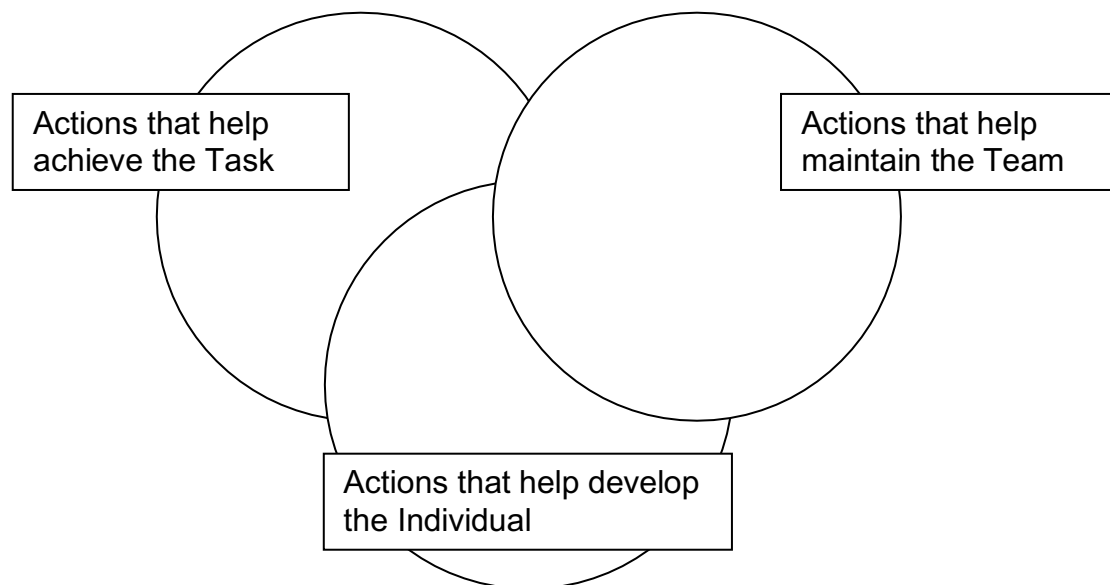 Actions that help
achieve the Task
Actions that help
maintain the Team
Actions that help develop
the Individual